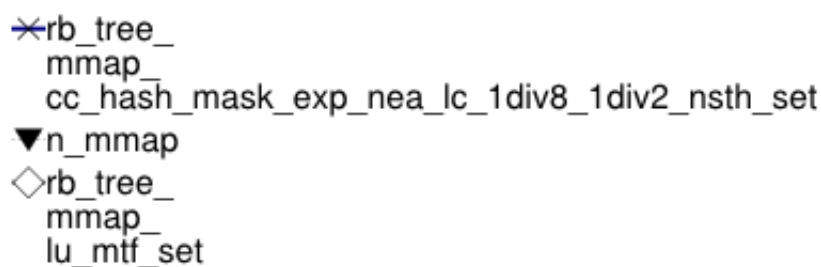 rb_tree_
mmap_
cc_hash_mask_exp_nea_lc_1div8_1div2_nsth_set
n_mmap
rb_tree_
mmap_
lu_mtf_set